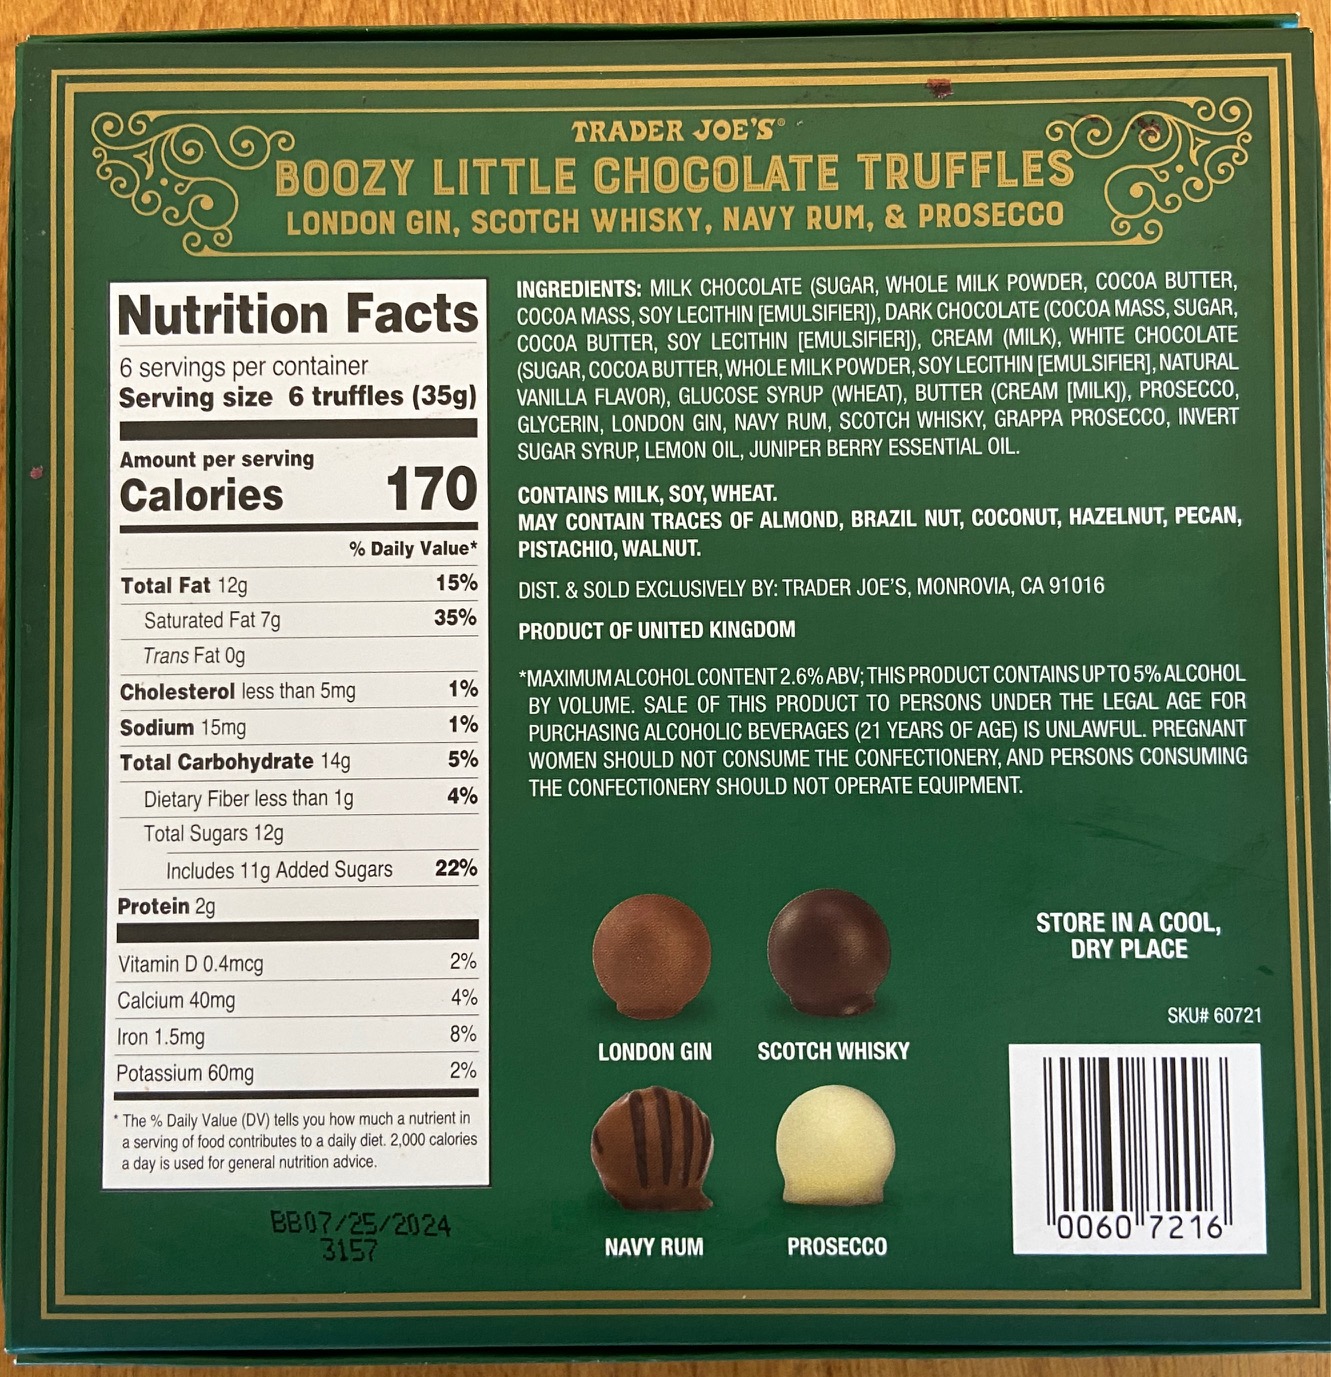 TRADER JOE'S®
BOOZY LITTLE CHOCOLATE TRUFFLES
LONDON GIN, SCOTCH WHISKY, NAVY RUM, & PROSECCO
Nutrition Facts
6 servings per container
Serving size 6 truffles (35g)
Amount per serving
Calories 170
% Daily Value*
Total Fat 12g 15%
Saturated Fat 7g 35%
Trans Fat 0g
Cholesterol less than 5mg 1%
Sodium 15mg 1%
Total Carbohydrate 14g 5%
Dietary Fiber less than 1g 4%
Total Sugars 12g
Includes 11g Added Sugars 22%
Protein 2g
Vitamin D 0.4mcg 2%
Calcium 40mg 4%
Iron 1.5mg 8%
Potassium 60mg 2%
* The % Daily Value (DV) tells you how much a nutrient in
a serving of food contributes to a daily diet. 2,000 calories
a day is used for general nutrition advice.
BB07/25/2024
3157
INGREDIENTS: MILK CHOCOLATE (SUGAR, WHOLE MILK POWDER, COCOA BUTTER,
COCOA MASS, SOY LECITHIN [EMULSIFIER]), DARK CHOCOLATE (COCOA MASS, SUGAR,
COCOA BUTTER, SOY LECITHIN [EMULSIFIER]), CREAM (MILK), WHITE CHOCOLATE
(SUGAR, COCOA BUTTER, WHOLE MILK POWDER, SOY LECITHIN [EMULSIFIER], NATURAL
VANILLA FLAVOR), GLUCOSE SYRUP (WHEAT), BUTTER (CREAM [MILK]), PROSECCO,
GLYCERIN, LONDON GIN, NAVY RUM, SCOTCH WHISKY, GRAPPA PROSECCO, INVERT
SUGAR SYRUP, LEMON OIL, JUNIPER BERRY ESSENTIAL OIL.
CONTAINS MILK, SOY, WHEAT.
MAY CONTAIN TRACES OF ALMOND, BRAZIL NUT, COCONUT, HAZELNUT, PECAN,
PISTACHIO, WALNUT.
DIST. & SOLD EXCLUSIVELY BY: TRADER JOE'S, MONROVIA, CA 91016
PRODUCT OF UNITED KINGDOM
*MAXIMUM ALCOHOL CONTENT 2.6% ABV; THIS PRODUCT CONTAINS UP TO 5% ALCOHOL
BY VOLUME. SALE OF THIS PRODUCT TO PERSONS UNDER THE LEGAL AGE FOR
PURCHASING ALCOHOLIC BEVERAGES (21 YEARS OF AGE) IS UNLAWFUL. PREGNANT
WOMEN SHOULD NOT CONSUME THE CONFECTIONERY, AND PERSONS CONSUMING
THE CONFECTIONERY SHOULD NOT OPERATE EQUIPMENT.
LONDON GIN
SCOTCH WHISKY
NAVY RUM
PROSECCO
STORE IN A COOL,
DRY PLACE
SKU# 60721
0060 7216